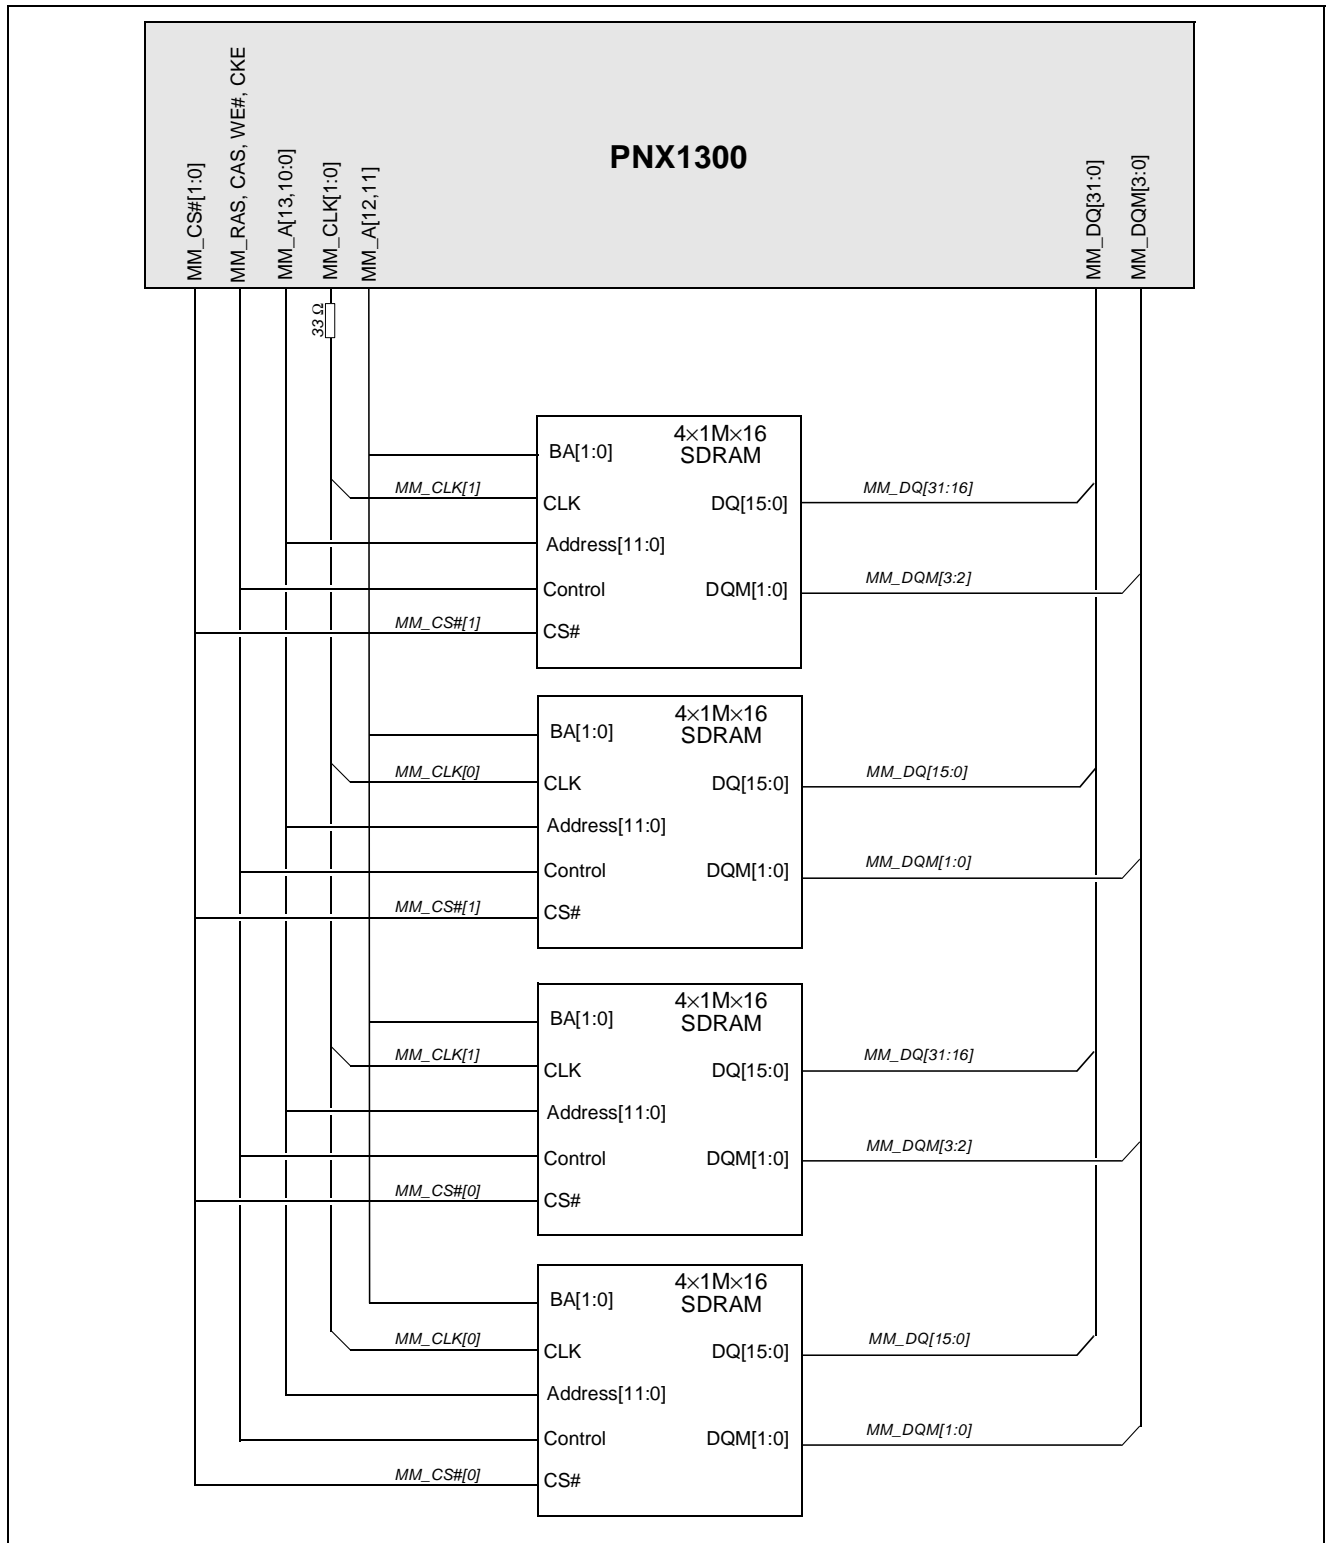 PNX1300
MM_CS#[1:0]
MM_RAS, CAS, WE#, CKE
MM_A[13,10:0]
MM_CLK[1:0]
MM_A[12,11]
MM_DQ[31:0]
MM_DQM[3:0]
33 Ω
4×1M×16
SDRAM
BA[1:0]
MM_CLK[1]
CLK
DQ[15:0]
MM_DQ[31:16]
Address[11:0]
Control
DQM[1:0]
MM_DQM[3:2]
MM_CS#[1]
CS#
4×1M×16
SDRAM
BA[1:0]
MM_CLK[0]
CLK
DQ[15:0]
MM_DQ[15:0]
Address[11:0]
Control
DQM[1:0]
MM_DQM[1:0]
MM_CS#[1]
CS#
4×1M×16
SDRAM
BA[1:0]
MM_CLK[1]
CLK
DQ[15:0]
MM_DQ[31:16]
Address[11:0]
Control
DQM[1:0]
MM_DQM[3:2]
MM_CS#[0]
CS#
4×1M×16
SDRAM
BA[1:0]
MM_CLK[0]
CLK
DQ[15:0]
MM_DQ[15:0]
Address[11:0]
Control
DQM[1:0]
MM_DQM[1:0]
MM_CS#[0]
CS#